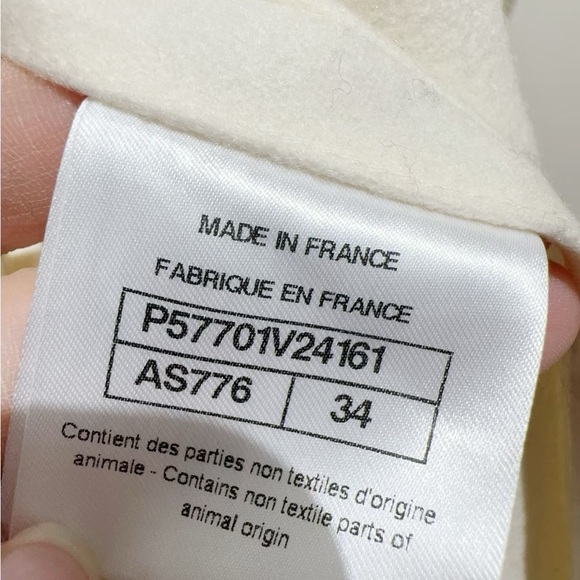 MADE IN FRANCE
FABRIQUE EN FRANCE
P57701V24161
AS776 34
Contient des parties non textiles d'origine
animale - Contains non textile parts of
animal origin